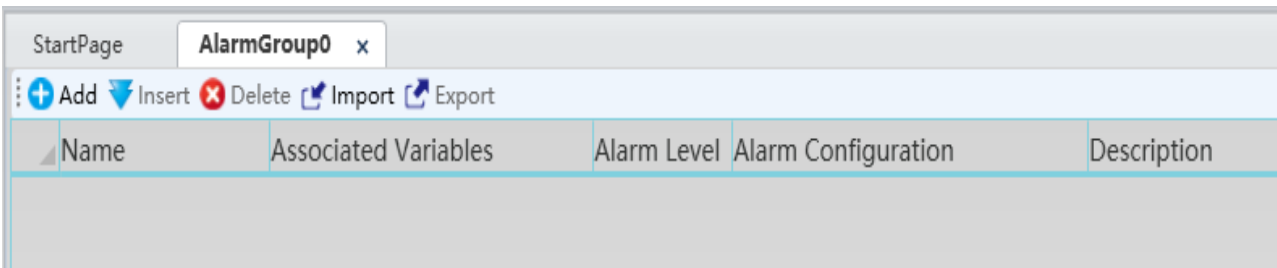 StartPage AlarmGroup0 x
Add Insert Delete Import Export
Name Associated Variables Alarm Level Alarm Configuration Description